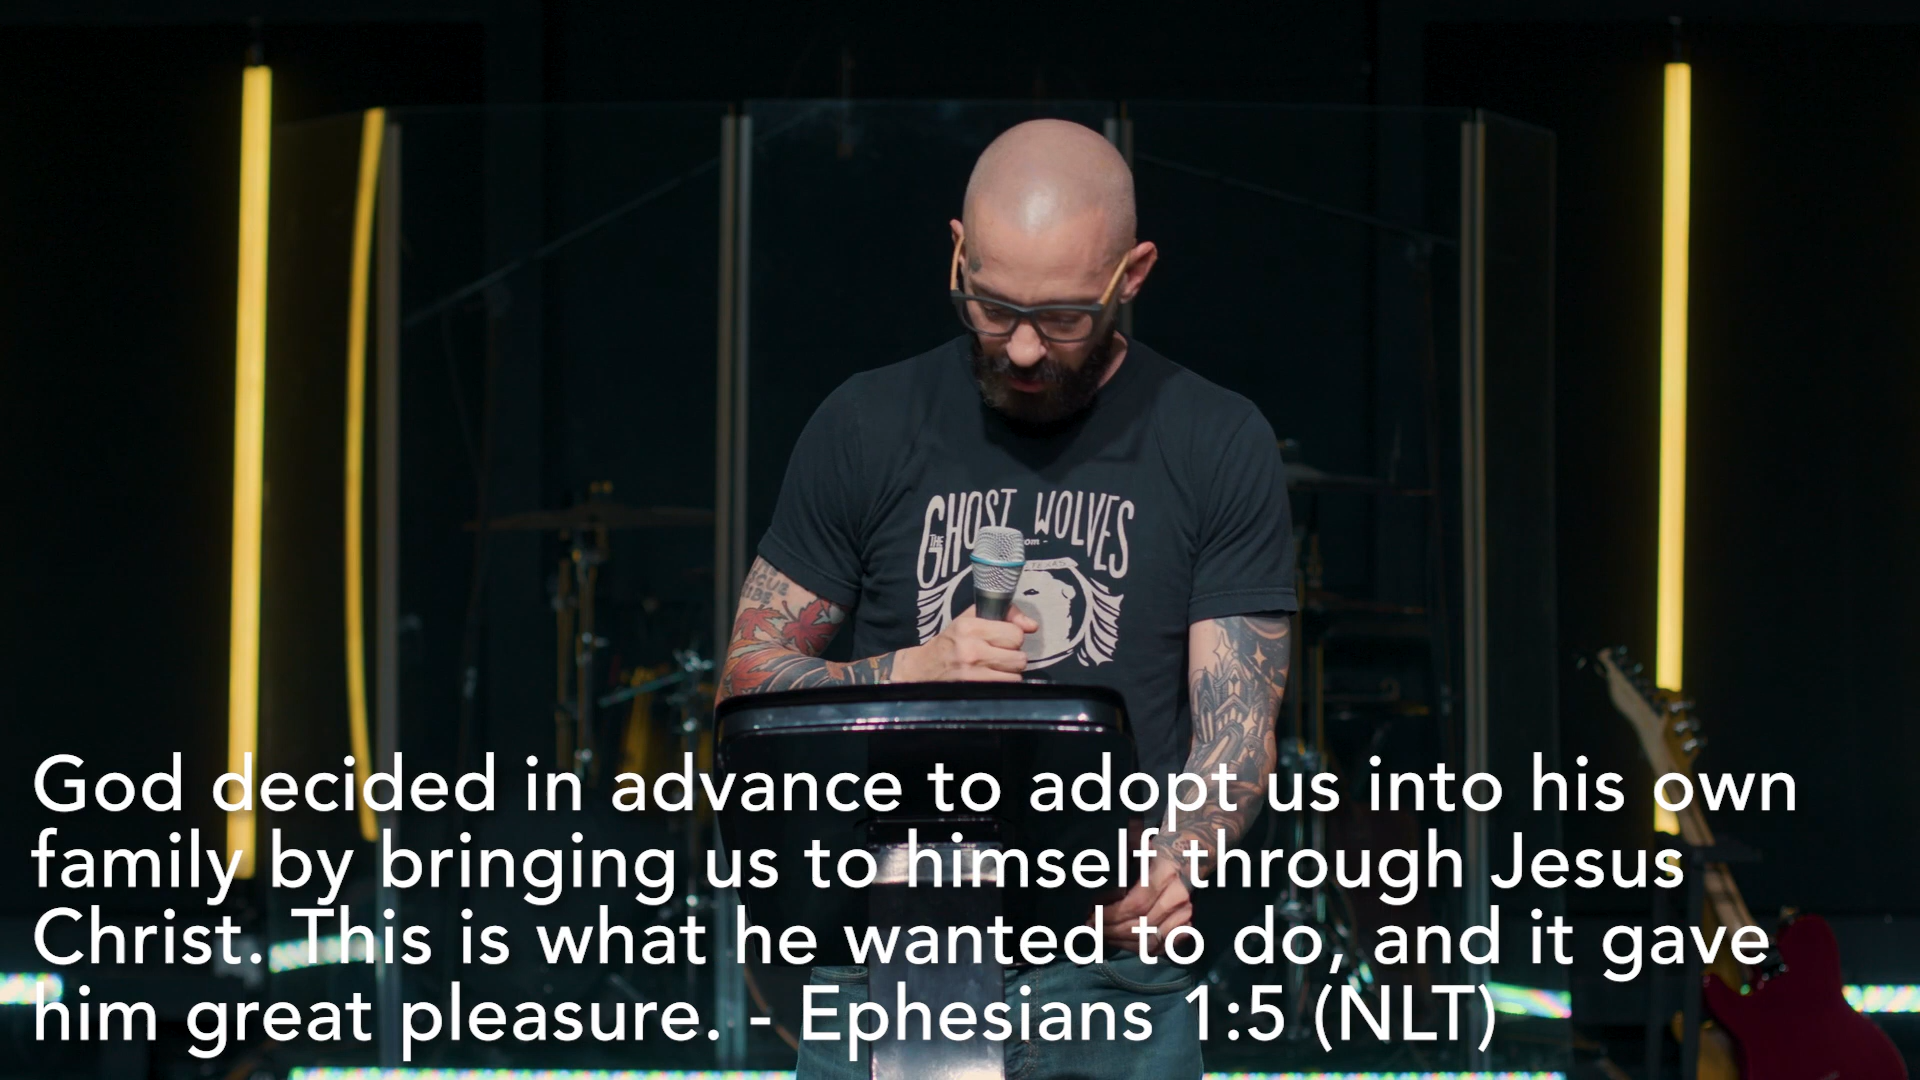 GHOST WOLVES
THE
TEXAS
God decided in advance to adopt us into his own
family by bringing us to himself through Jesus
Christ. This is what he wanted to do, and it gave
him great pleasure. - Ephesians 1:5 (NLT)